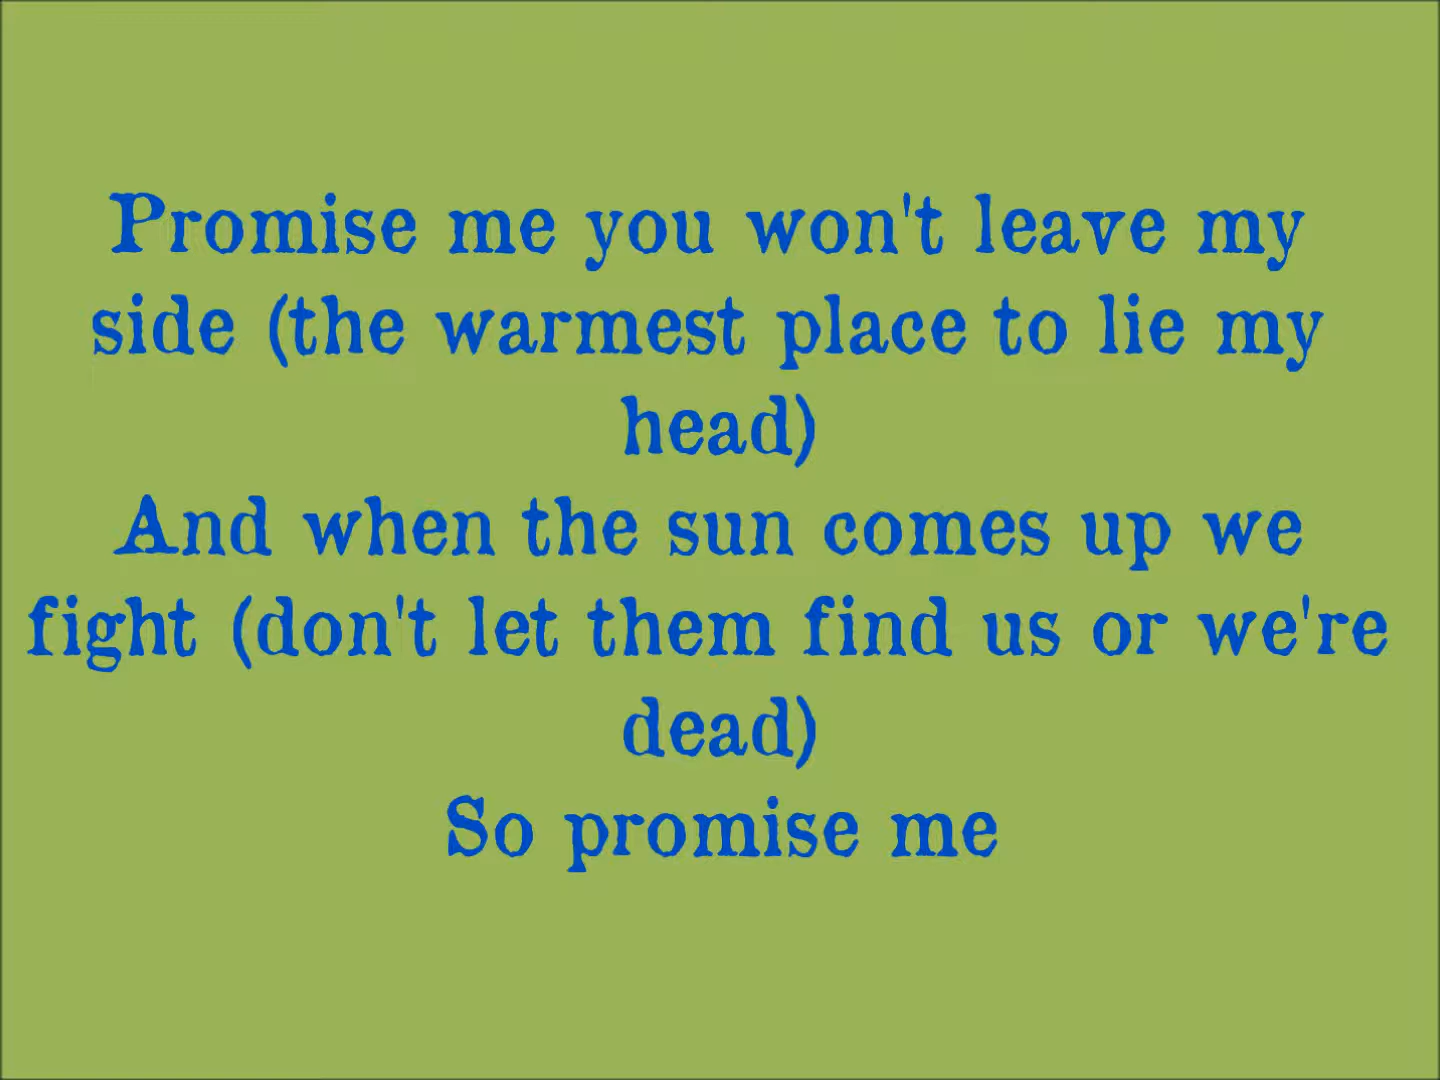 Promise me you won't leave my
side (the warmest place to lie my
head)
And when the sun comes up we
fight (don't let them find us or we're
dead)
So promise me